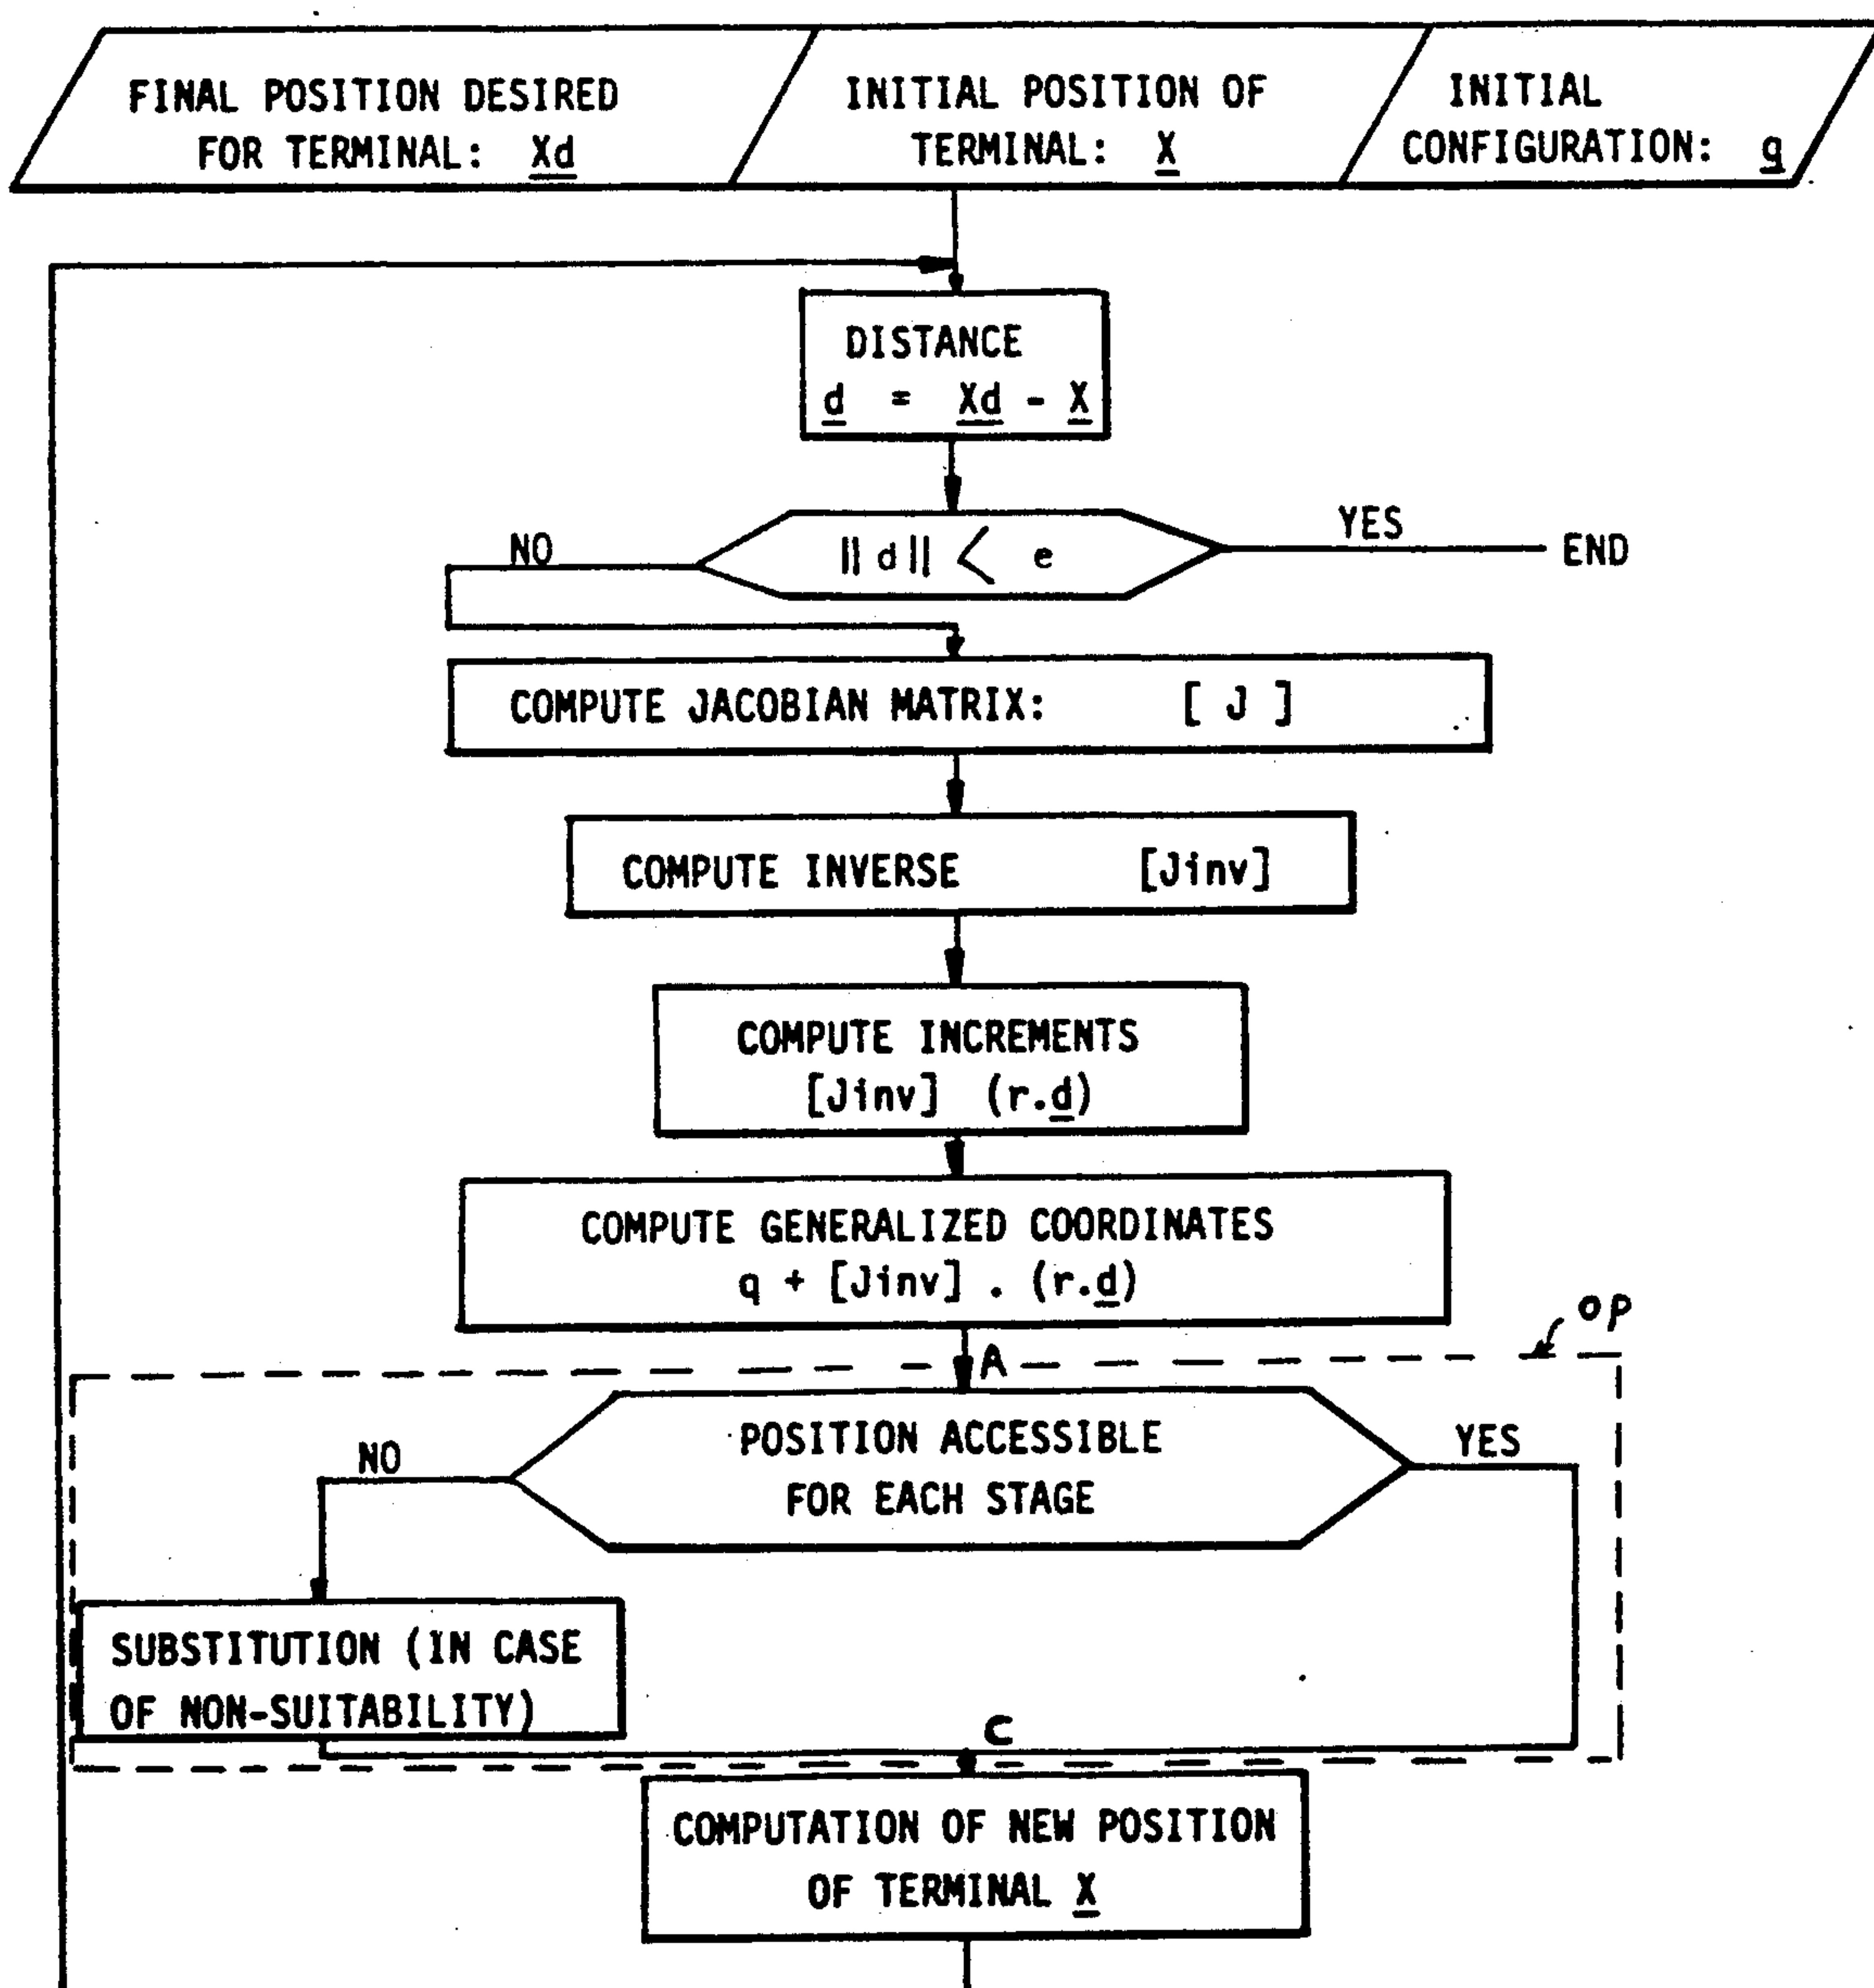 FINAL POSITION DESIRED
FOR TERMINAL: Xd
INITIAL POSITION OF
TERMINAL: X
INITIAL
CONFIGURATION: q
DISTANCE
d = Xd - X
NO
|| d || < e
YES
END
COMPUTE JACOBIAN MATRIX: [ J ]
COMPUTE INVERSE [Jinv]
COMPUTE INCREMENTS
[Jinv] (r.d)
COMPUTE GENERALIZED COORDINATES
q + [Jinv] . (r.d)
OP
A
NO
POSITION ACCESSIBLE
FOR EACH STAGE
YES
SUBSTITUTION (IN CASE
OF NON-SUITABILITY)
C
COMPUTATION OF NEW POSITION
OF TERMINAL X